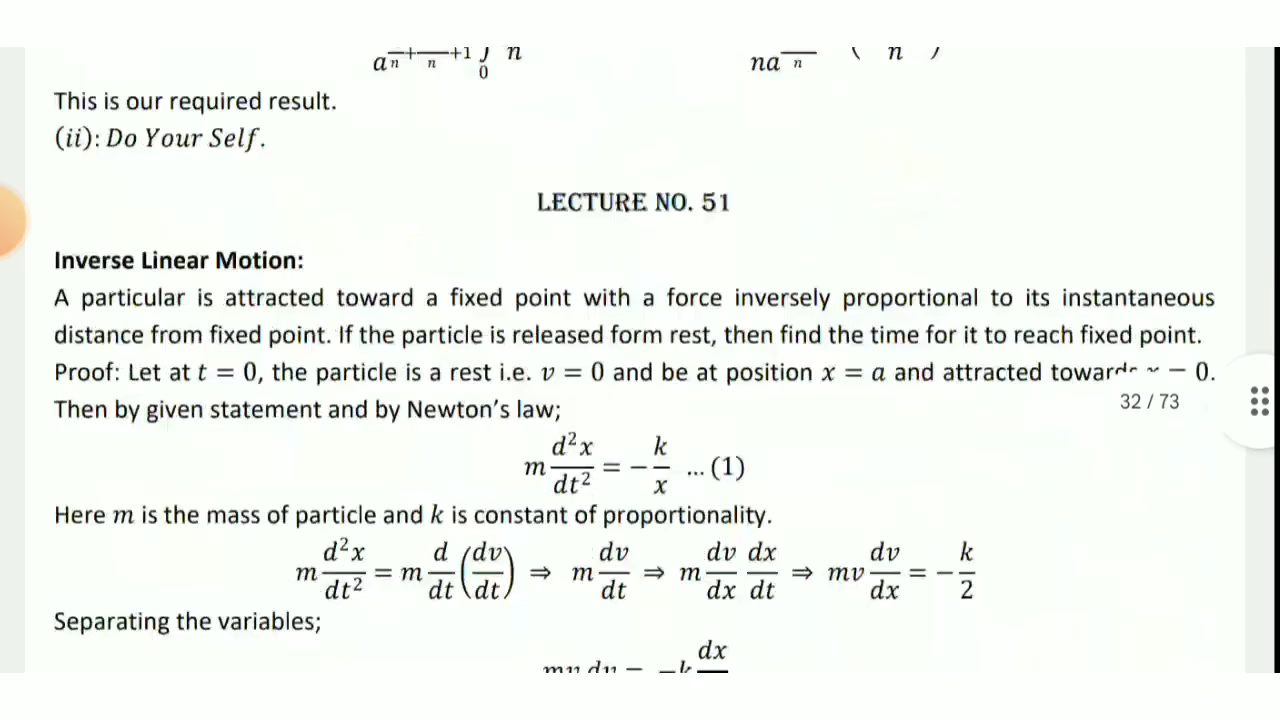 a n + n +1 ∫ 0 n na n ( n )
This is our required result.
(ii): Do Your Self.
LECTURE NO. 51
Inverse Linear Motion:
A particular is attracted toward a fixed point with a force inversely proportional to its instantaneous
distance from fixed point. If the particle is released form rest, then find the time for it to reach fixed point.
Proof: Let at t = 0, the particle is a rest i.e. v = 0 and be at position x = a and attracted 0.
32 / 73
Then by given statement and by Newton's law;
m d²x/dt² = − k/x … (1)
Here m is the mass of particle and k is constant of proportionality.
m d²x/dt² = m d/dt (dv/dt) ⇒ m dv/dt ⇒ m dv/dx dx/dt ⇒ mv dv/dx = − k/2
Separating the variables;
dx